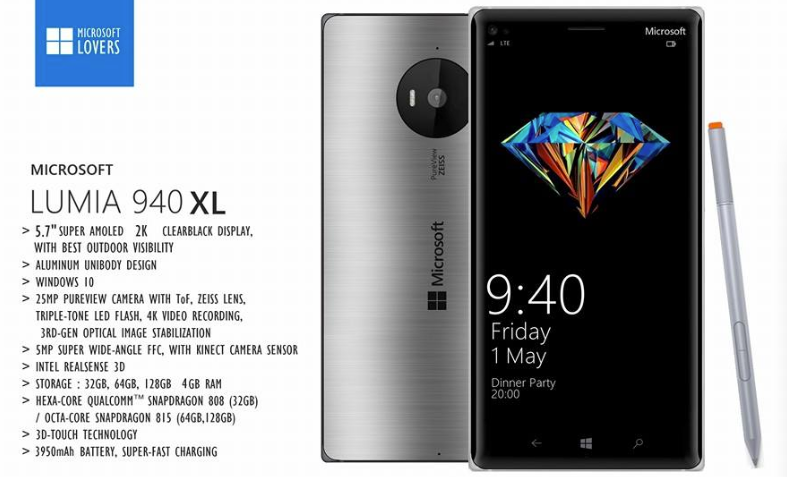 MICROSOFT
LOVERS
MICROSOFT
LUMIA 940 XL
> 5.7" SUPER AMOLED 2K CLEARBLACK DISPLAY,
WITH BEST OUTDOOR VISIBILITY
> ALUMINUM UNIBODY DESIGN
> WINDOWS 10
> 25MP PUREVIEW CAMERA WITH ToF, ZEISS LENS,
TRIPLE-TONE LED FLASH, 4K VIDEO RECORDING,
3RD-GEN OPTICAL IMAGE STABILIZATION
> 5MP SUPER WIDE-ANGLE FFC, WITH KINECT CAMERA SENSOR
> INTEL REALSENSE 3D
> STORAGE : 32GB, 64GB, 128GB 4GB RAM
> HEXA-CORE QUALCOMM™ SNAPDRAGON 808 (32GB)
/ OCTA-CORE SNAPDRAGON 815 (64GB,128GB)
> 3D-TOUCH TECHNOLOGY
> 3950mAh BATTERY, SUPER-FAST CHARGING
PureView
ZEISS
Microsoft
Microsoft
LTE
9:40
Friday
1 May
Dinner Party
20:00